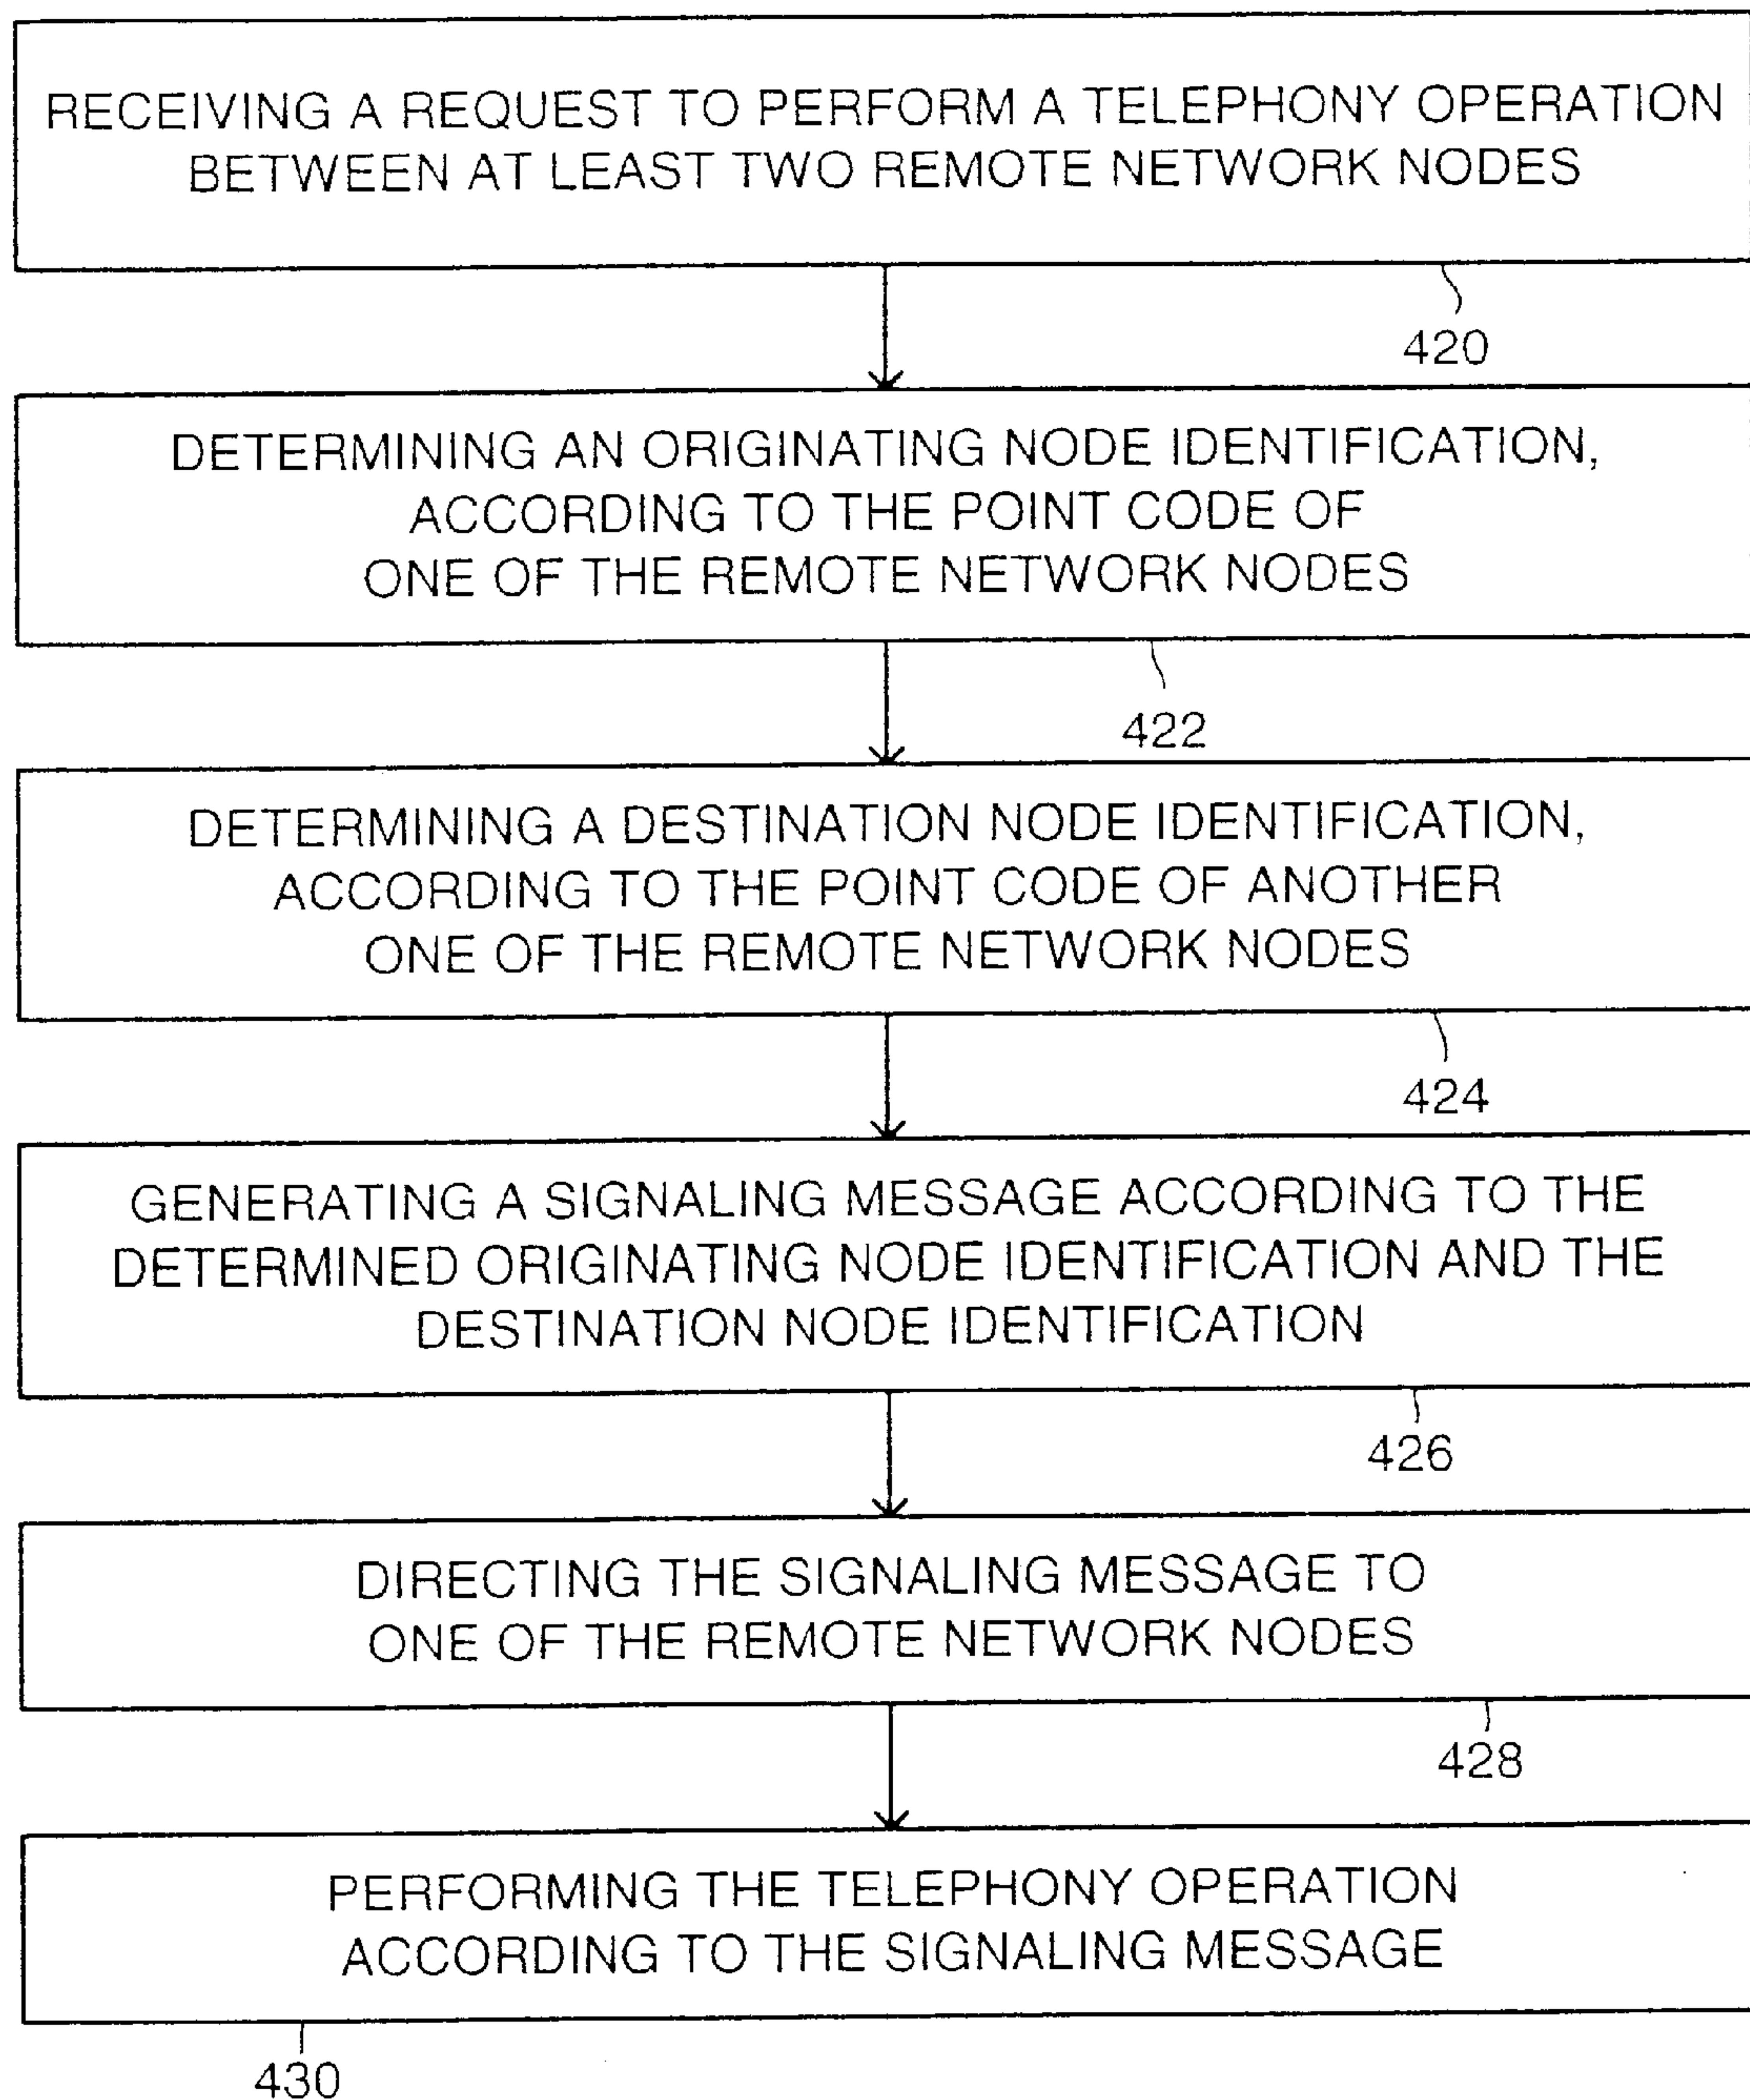 RECEIVING A REQUEST TO PERFORM A TELEPHONY OPERATION
BETWEEN AT LEAST TWO REMOTE NETWORK NODES
420
DETERMINING AN ORIGINATING NODE IDENTIFICATION,
ACCORDING TO THE POINT CODE OF
ONE OF THE REMOTE NETWORK NODES
422
DETERMINING A DESTINATION NODE IDENTIFICATION,
ACCORDING TO THE POINT CODE OF ANOTHER
ONE OF THE REMOTE NETWORK NODES
424
GENERATING A SIGNALING MESSAGE ACCORDING TO THE
DETERMINED ORIGINATING NODE IDENTIFICATION AND THE
DESTINATION NODE IDENTIFICATION
426
DIRECTING THE SIGNALING MESSAGE TO
ONE OF THE REMOTE NETWORK NODES
428
PERFORMING THE TELEPHONY OPERATION
ACCORDING TO THE SIGNALING MESSAGE
430